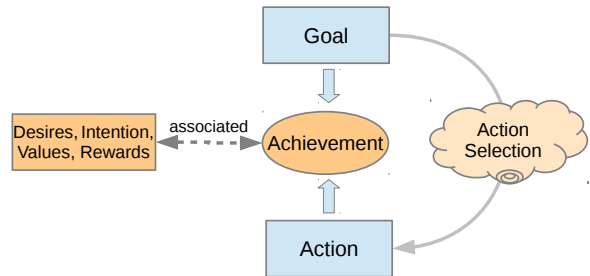 Goal
Desires, Intention,
Values, Rewards
associated
Achievement
Action
Selection
Action